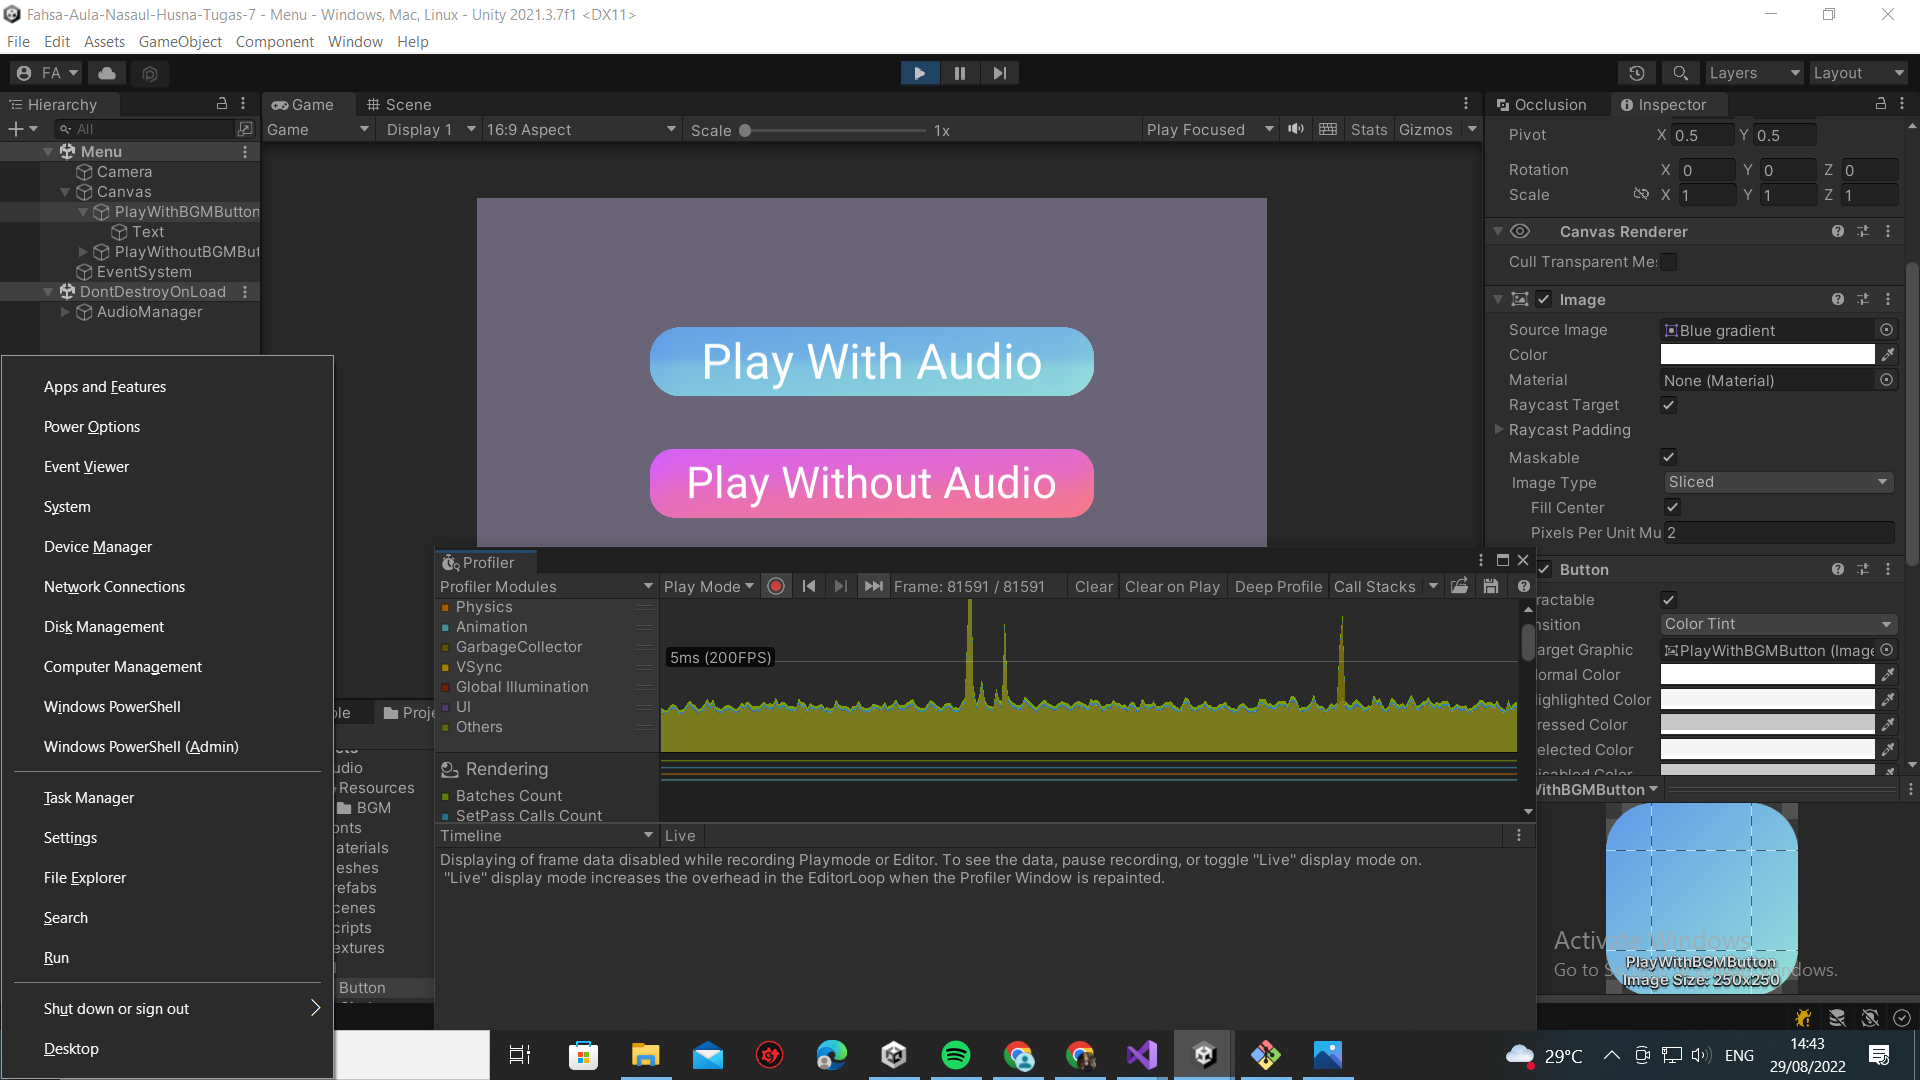 Fahsa-Aula-Nasaul-Husna-Tugas-7 - Menu - Windows, Mac, Linux - Unity 2021.3.7f1 <DX11>
File Edit Assets GameObject Component Window Help
FA
Layers
Layout
Hierarchy
Game
Scene
Occlusion
Inspector
All
Game
Display 1
16:9 Aspect
Scale
1x
Play Focused
Stats
Gizmos
Menu
Camera
Canvas
PlayWithBGMButton
Text
PlayWithoutBGMBut
EventSystem
DontDestroyOnLoad
AudioManager
Play With Audio
Play Without Audio
Pivot X 0.5 Y 0.5
Rotation X 0 Y 0 Z 0
Scale X 1 Y 1 Z 1
Canvas Renderer
Cull Transparent Me
Image
Source Image Blue gradient
Color
Material None (Material)
Raycast Target
Raycast Padding
Maskable
Image Type Sliced
Fill Center
Pixels Per Unit Mu 2
Button
ractable
nsition Color Tint
arget Graphic PlayWithBGMButton (Image
ormal Color
ighlighted Color
ressed Color
elected Color
isabled Color
WithBGMButton
PlayWithBGMButton
Image Size: 250x250
Activate Windows
Apps and Features
Power Options
Event Viewer
System
Device Manager
Network Connections
Disk Management
Computer Management
Windows PowerShell
Windows PowerShell (Admin)
Task Manager
Settings
File Explorer
Search
Run
Shut down or sign out
Desktop
ole
Proje
ets
udio
Resources
BGM
onts
aterials
eshes
refabs
cenes
cripts
extures
Button
Profiler
Profiler Modules
Play Mode
Frame: 81591 / 81591
Clear
Clear on Play
Deep Profile
Call Stacks
Physics
Animation
GarbageCollector
VSync
Global Illumination
UI
Others
5ms (200FPS)
Rendering
Batches Count
SetPass Calls Count
Timeline
Live
Displaying of frame data disabled while recording Playmode or Editor. To see the data, pause recording, or toggle "Live" display mode on.
"Live" display mode increases the overhead in the EditorLoop when the Profiler Window is repainted.
29°C
ENG
14:43
29/08/2022